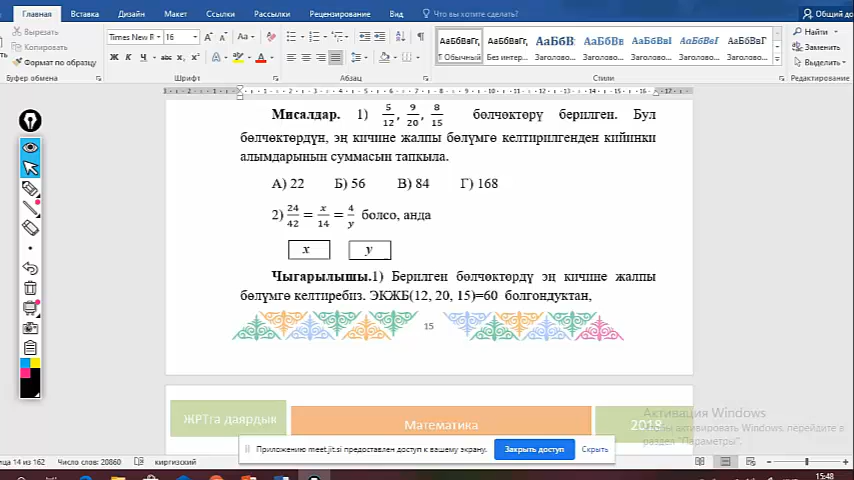 Главная Вставка Дизайн Макет Ссылки Рассылки Рецензирование Вид Что вы хотите сделать? Общий до
Вырезать
Копировать
Формат по образцу
Times New R 16
Ж К Ч abc x₂ x²
АаБбВвГг, АаБбВвГг, АаБбВ АаБбВв АаБбВвІ АаБбВвГ АаБбВвГ
Обычный Без интер... Заголово... Заголово... Заголово... Заголово... Заголово...
Найти
Заменить
Выделить
Буфер обмена Шрифт Абзац Стили Редактирование
Мисалдар. 1) 5/12, 9/20, 8/15 бөлчөктөрү берилген. Бул
бөлчөктөрдүн, эң кичине жалпы бөлүмгө келтирилгенден кийинки
алымдарынын суммасын тапкыла.
А) 22 Б) 56 В) 84 Г) 168
2) 24/42 = x/14 = 4/y болсо, анда
x y
Чыгарылышы.1) Берилген бөлчөктөрдү эң кичине жалпы
бөлүмгө келтиребиз. ЭКЖБ(12, 20, 15)=60 болгондуктан,
15
ЖРТга даярдык Математика 2018
Активация Windows
Чтобы активировать Windows, перейдите в
раздел "Параметры".
Приложению meet.jit.si предоставлен доступ к вашему экрану. Закрыть доступ Скрыть
ница 14 из 162 Число слов: 20860 киргизский
15:48